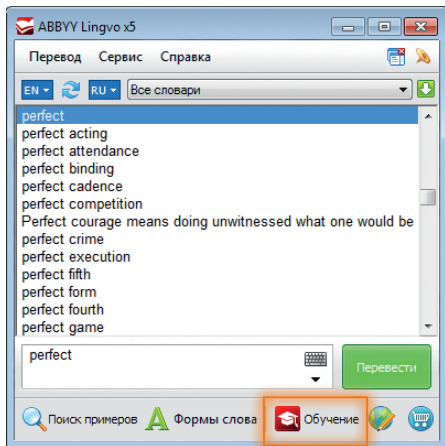 ABBYY Lingvo x5
Перевод Сервис Справка
EN RU Все словари
perfect
perfect acting
perfect attendance
perfect binding
perfect cadence
perfect competition
Perfect courage means doing unwitnessed what one would be
perfect crime
perfect execution
perfect fifth
perfect form
perfect fourth
perfect game
perfect Перевести
Поиск примеров Формы слова Обучение